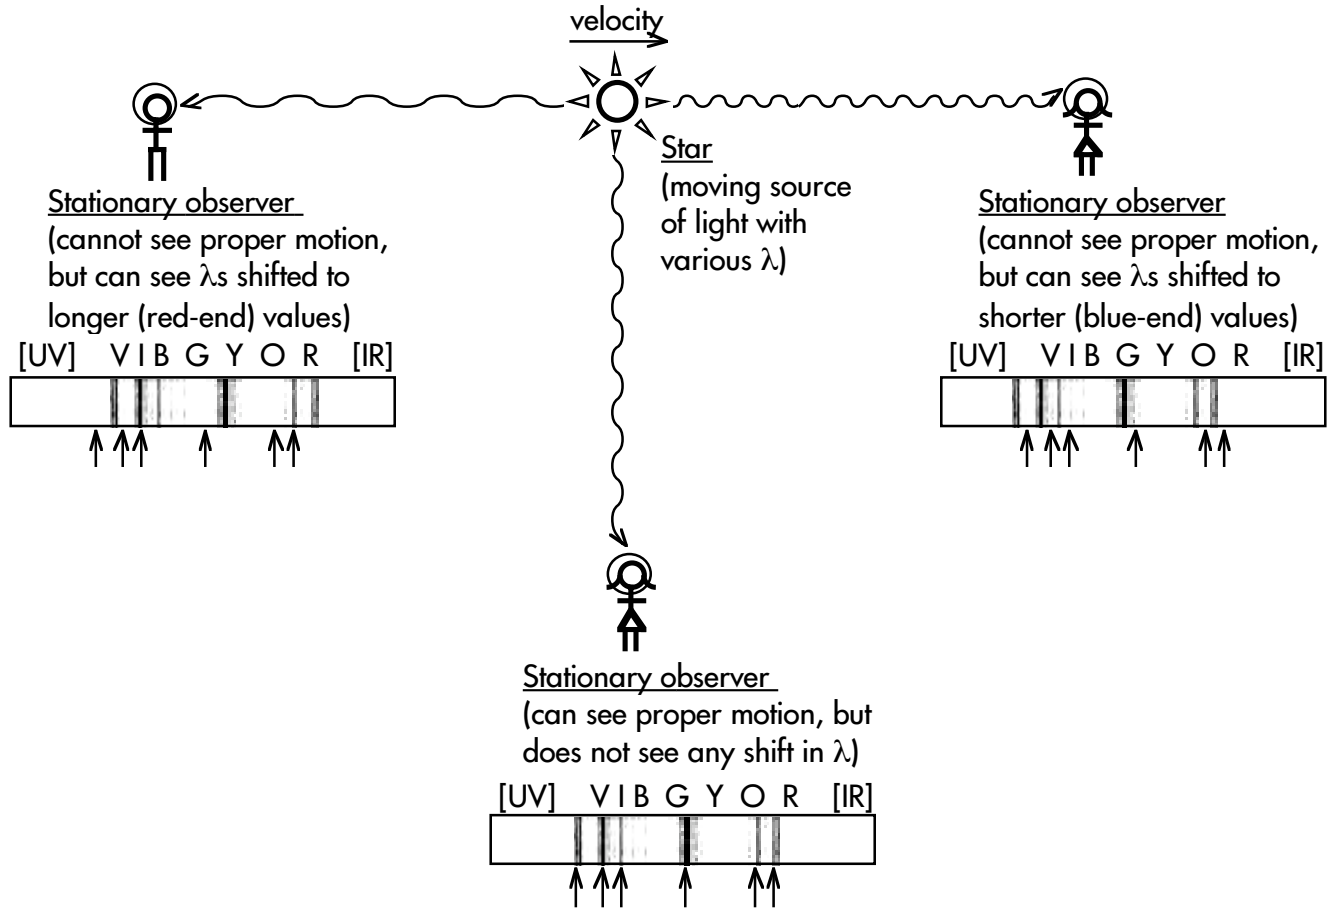 velocity
Star
(moving source
of light with
various λ)
Stationary observer
(cannot see proper motion,
but can see λs shifted to
longer (red-end) values)
[UV] V I B G Y O R [IR]
Stationary observer
(cannot see proper motion,
but can see λs shifted to
shorter (blue-end) values)
[UV] V I B G Y O R [IR]
Stationary observer
(can see proper motion, but
does not see any shift in λ)
[UV] V I B G Y O R [IR]